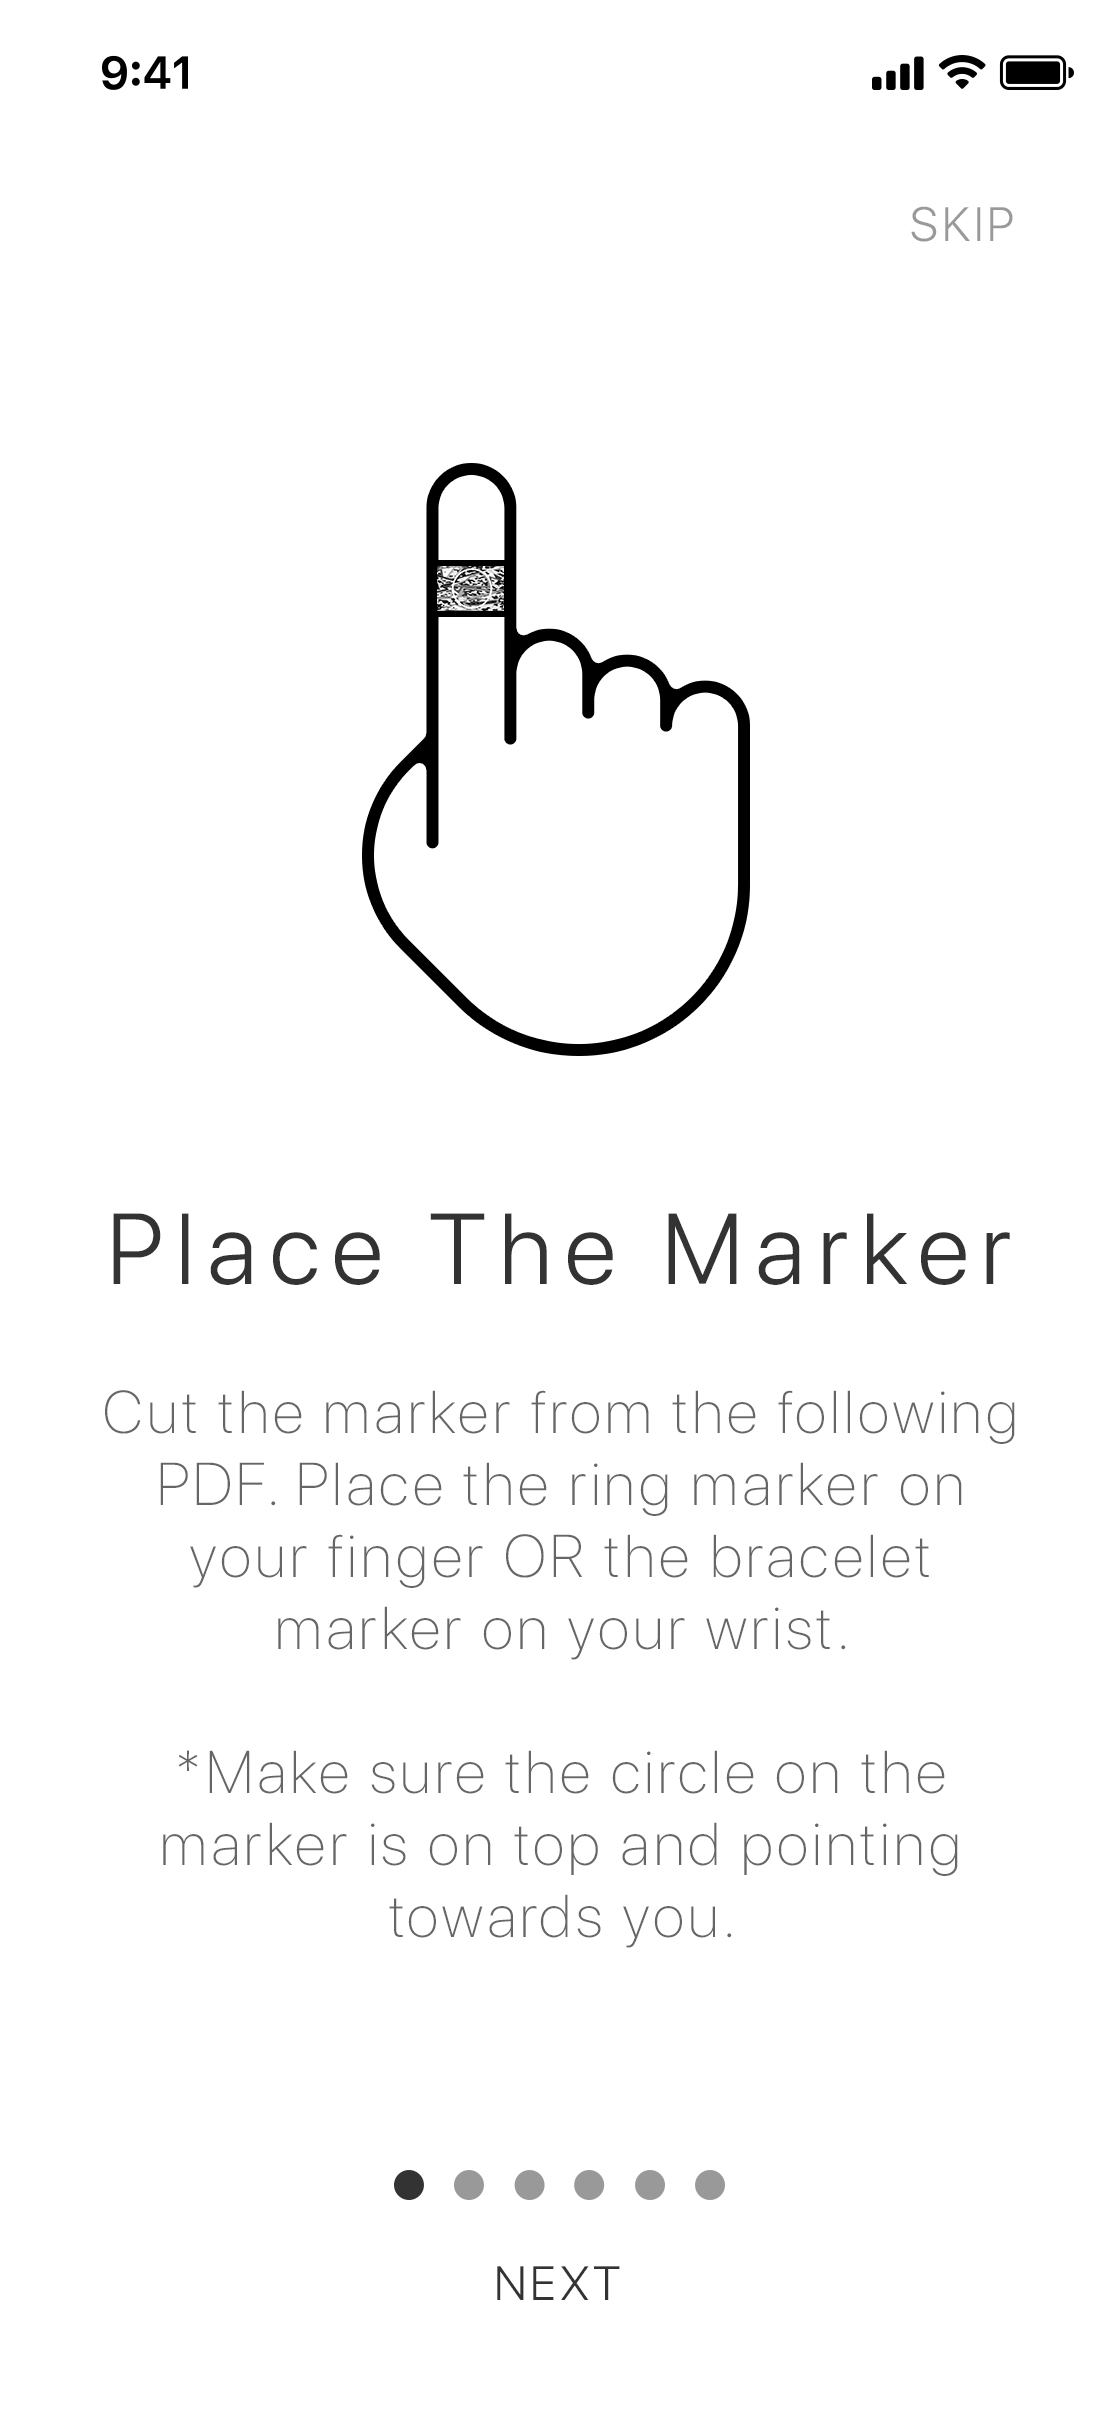 9:41
SKIP
Place The Marker
Cut the marker from the following
PDF. Place the ring marker on
your finger OR the bracelet
marker on your wrist.
*Make sure the circle on the
marker is on top and pointing
towards you.
NEXT